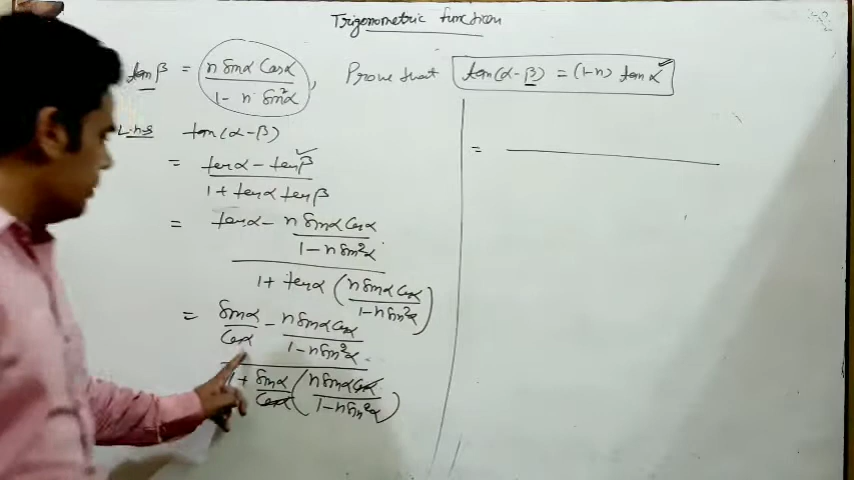 Trigonometric function
tan β = n sinα cosα / 1 - n sin²α , Prove that tan(α-β) = (1-n) tanα
L.h.s tan(α-β)
= tanα - tanβ / 1 + tanα tanβ
= tanα - n sinα cosα / 1 - n sin²α
1 + tanα ( n sinα cosα / 1 - n sin²α )
= sinα / cosα - n sinα cosα / 1 - n sin²α
1 + sinα / cosα ( n sinα cosα / 1 - n sin²α )
=